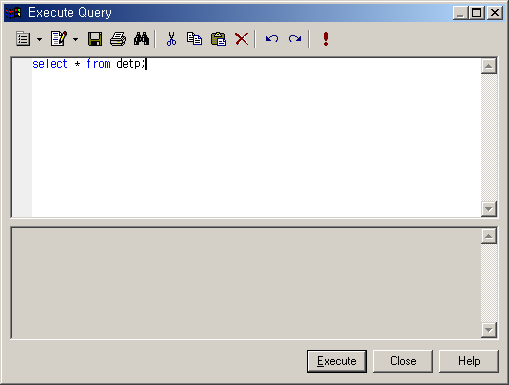 Execute Query
select * from detp;
Execute
Close
Help